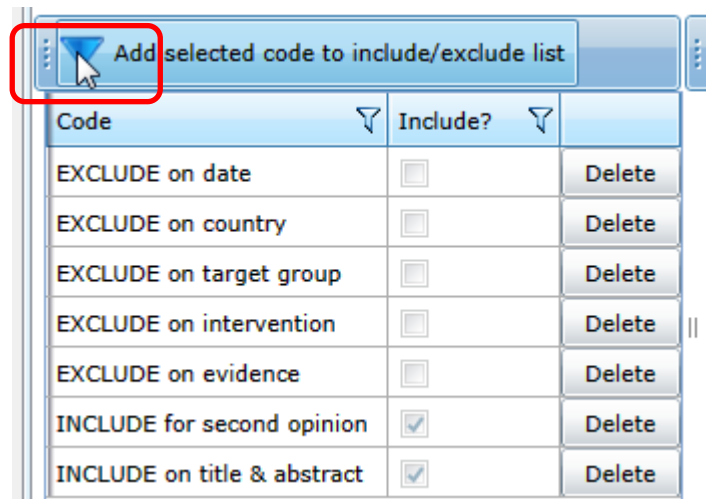 Add selected code to include/exclude list
Code Include?
EXCLUDE on date Delete
EXCLUDE on country Delete
EXCLUDE on target group Delete
EXCLUDE on intervention Delete
EXCLUDE on evidence Delete
INCLUDE for second opinion Delete
INCLUDE on title & abstract Delete